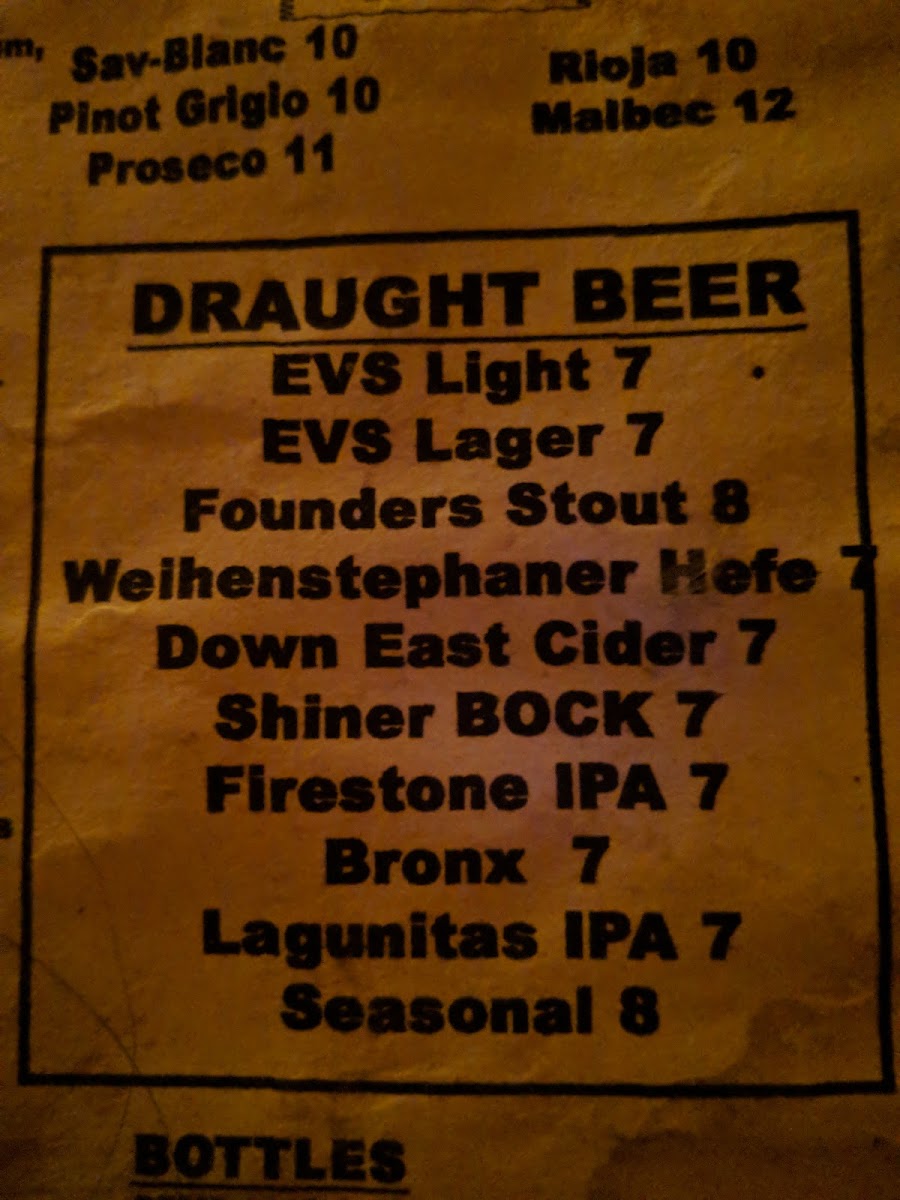 Sav-Blanc 10
Pinot Grigio 10
Proseco 11
Rioja 10
Malbec 12
DRAUGHT BEER
EVS Light 7
EVS Lager 7
Founders Stout 8
Weihenstephaner Hefe 7
Down East Cider 7
Shiner BOCK 7
Firestone IPA 7
Bronx 7
Lagunitas IPA 7
Seasonal 8
BOTTLES